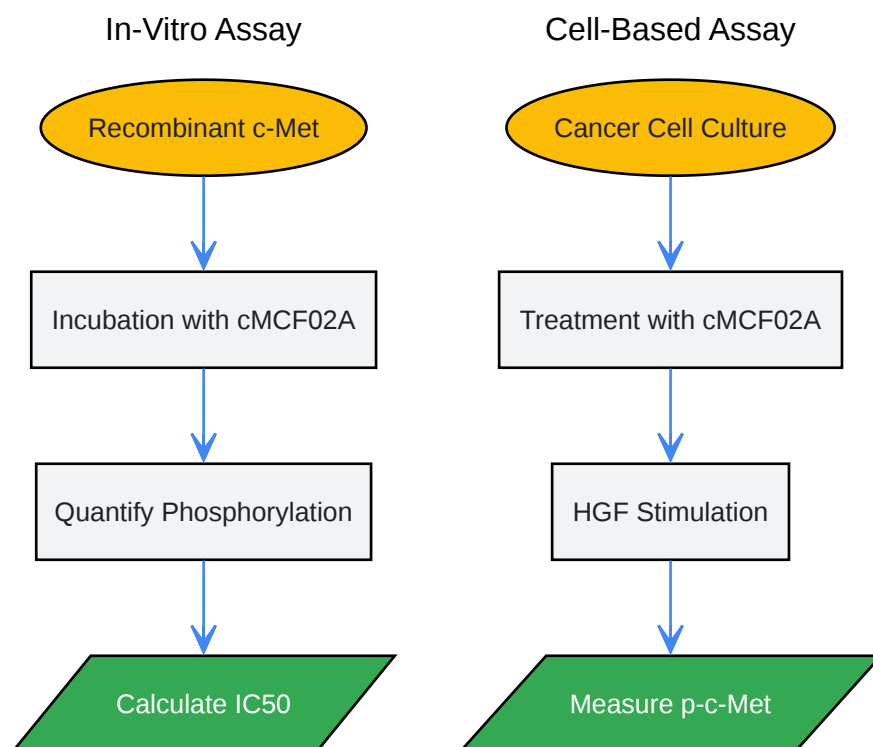 In-Vitro Assay
Recombinant c-Met
Incubation with cMCF02A
Quantify Phosphorylation
Calculate IC50
Cell-Based Assay
Cancer Cell Culture
Treatment with cMCF02A
HGF Stimulation
Measure p-c-Met